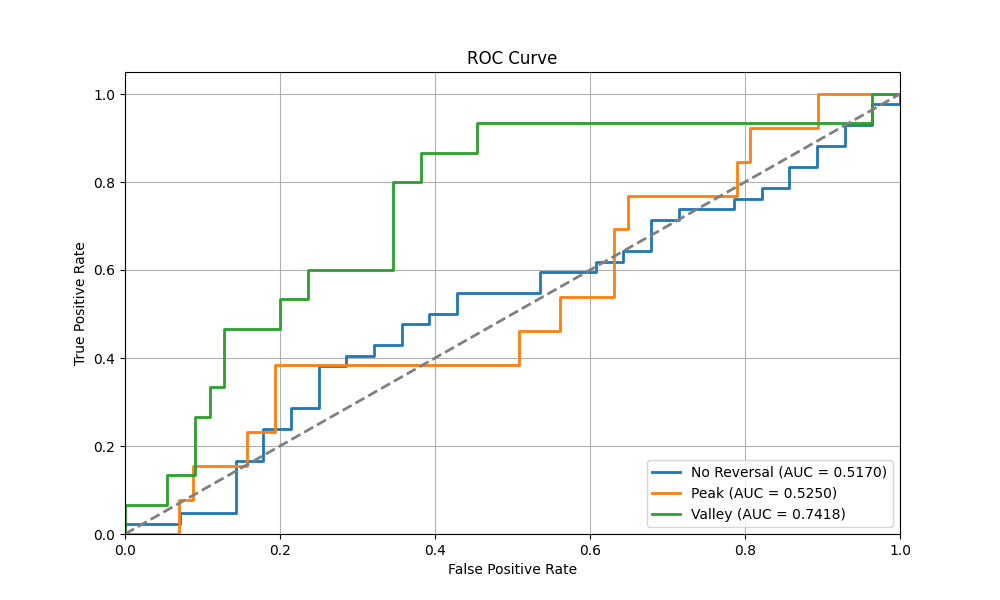 ROC Curve
True Positive Rate
1.0
0.8
0.6
0.4
0.2
0.0
0.0 0.2 0.4 0.6 0.8 1.0
False Positive Rate
No Reversal (AUC = 0.5170)
Peak (AUC = 0.5250)
Valley (AUC = 0.7418)